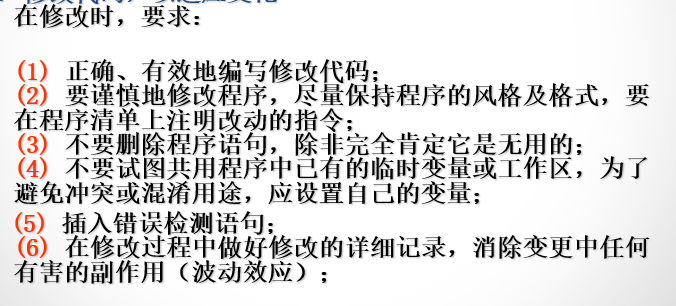 在修改时，要求：
(1) 正确、有效地编写修改代码；
(2) 要谨慎地修改程序，尽量保持程序的风格及格式，要
在程序清单上注明改动的指令；
(3) 不要删除程序语句，除非完全肯定它是无用的；
(4) 不要试图共用程序中已有的临时变量或工作区，为了
避免冲突或混淆用途，应设置自己的变量；
(5) 插入错误检测语句；
(6) 在修改过程中做好修改的详细记录，消除变更中任何
有害的副作用（波动效应）；